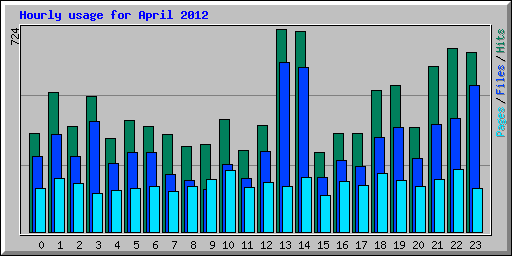 Hourly usage for April 2012
724
Pages / Files / Hits
0 1 2 3 4 5 6 7 8 9 10 11 12 13 14 15 16 17 18 19 20 21 22 23